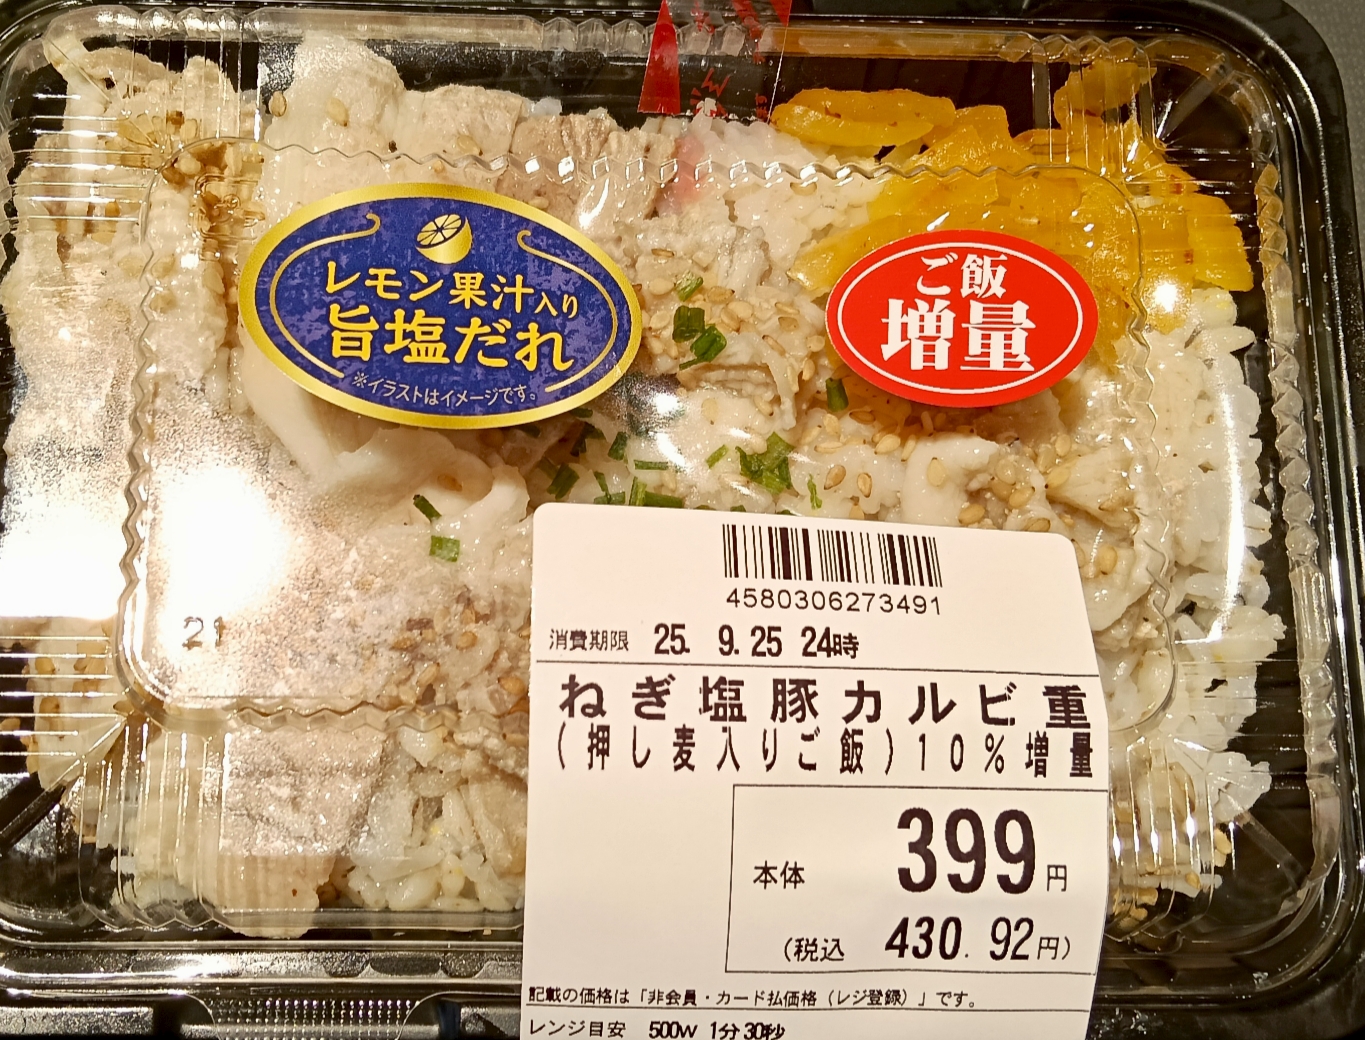 レモン果汁入り
旨塩だれ
※イラストはイメージです。
ご飯
増量
21
4580306273491
消費期限 25. 9. 25 24時
ねぎ塩豚カルビ重
(押し麦入りご飯)10%増量
本体 399円
(税込 430.92円)
記載の価格は「非会員・カード払価格(レジ登録)」です。
レンジ目安 500W 1分30秒